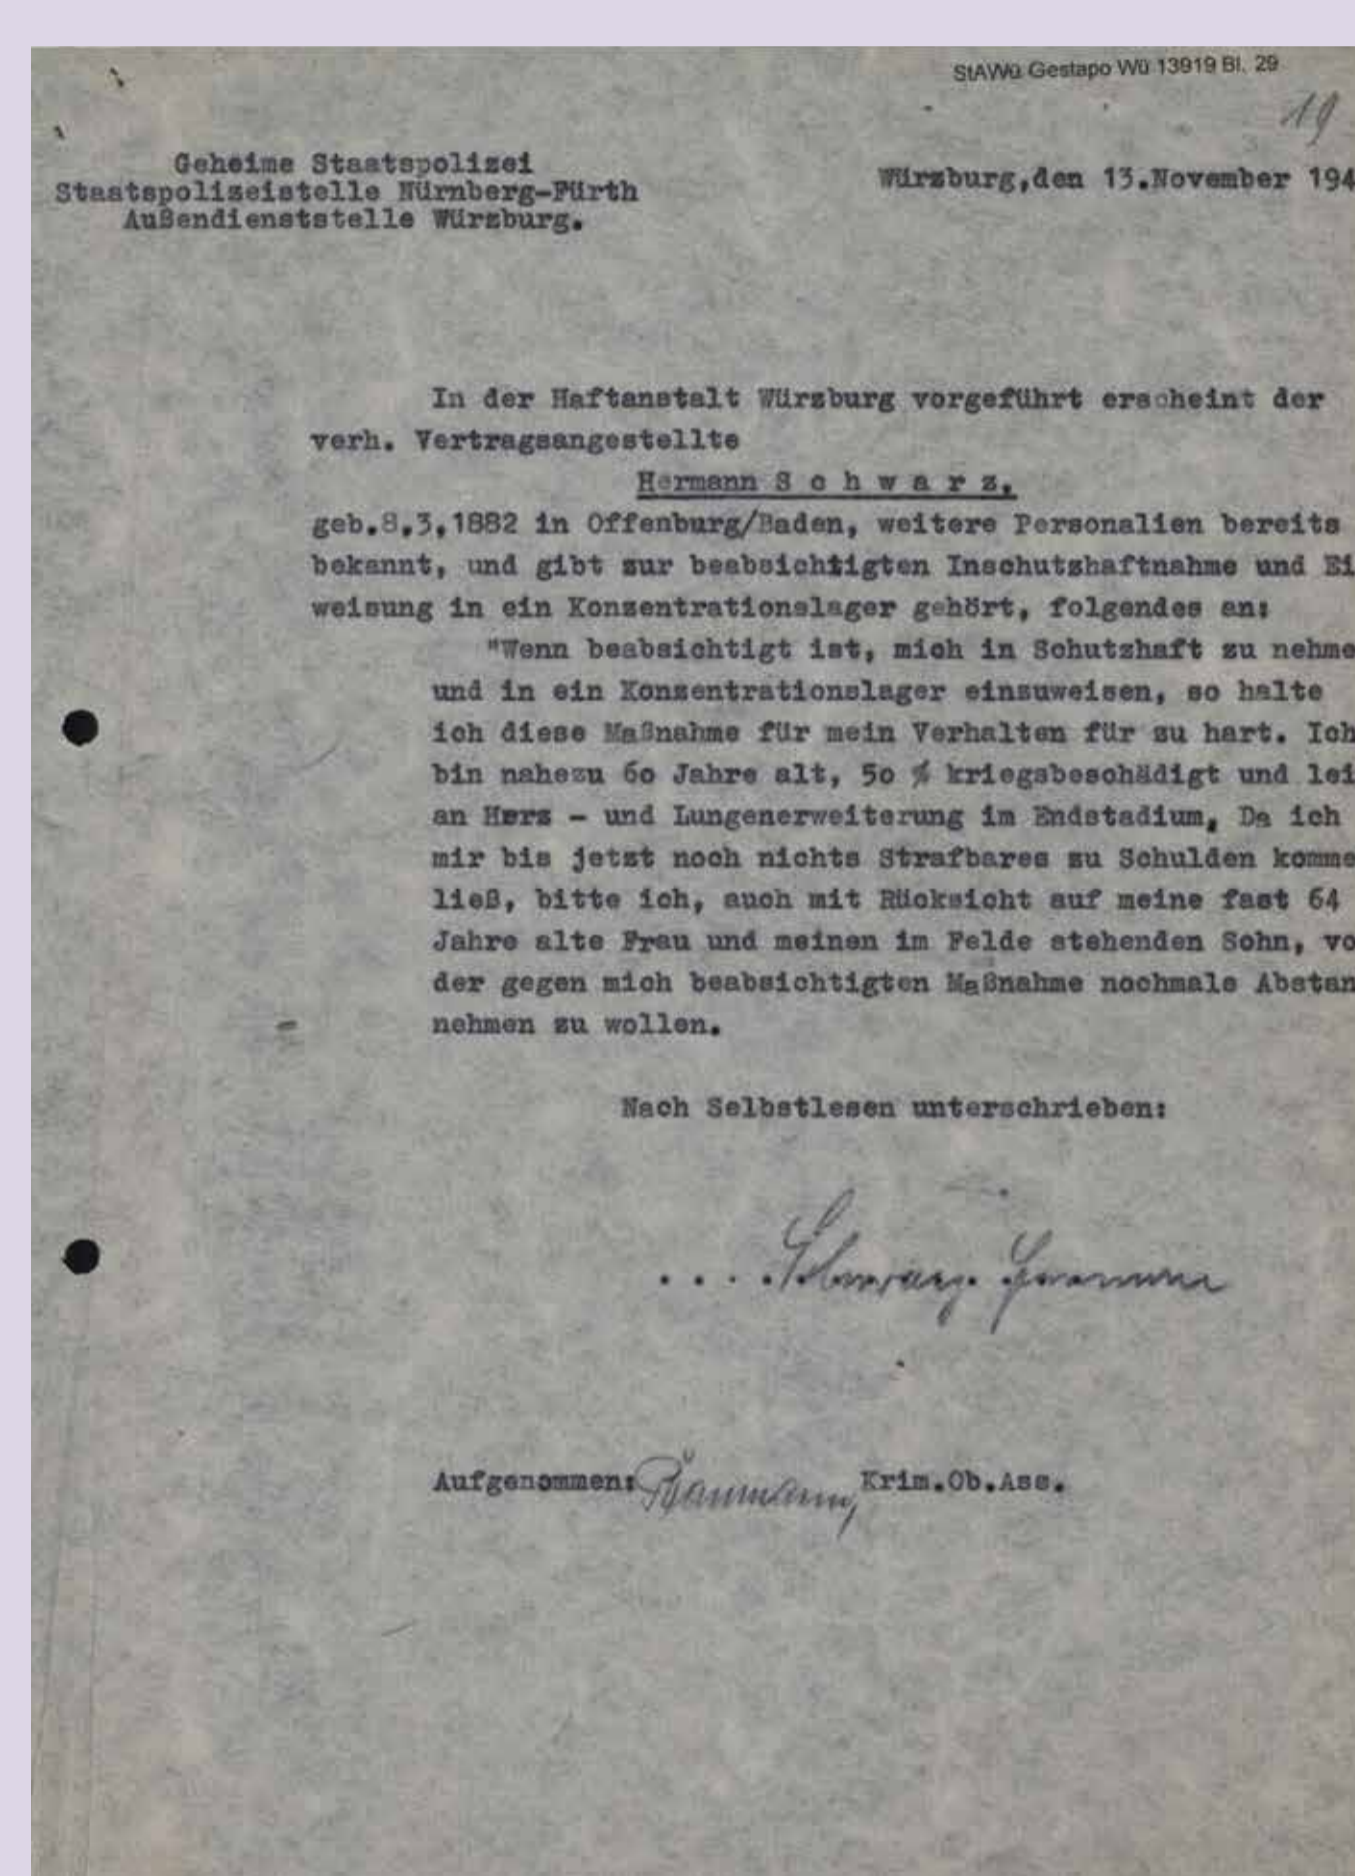 StAWü Gestapo Wü 13919 Bl. 29
19
Geheime Staatspolizei
Staatspolizeistelle Nürnberg-Fürth
Außendienststelle Würzburg.
Würzburg,den 13.November 194
In der Haftanstalt Würzburg vorgeführt erscheint der
verh. Vertragsangestellte
Hermann S c h w a r z,
geb.8,3,1882 in Offenburg/Baden, weitere Personalien bereits
bekannt, und gibt zur beabsichtigten Inschutzhaftnahme und Ei
weisung in ein Konzentrationslager gehört, folgendes an:
"Wenn beabsichtigt ist, mich in Schutzhaft zu nehme
und in ein Konzentrationslager einzuweisen, so halte
ich diese Maßnahme für mein Verhalten für zu hart. Ich
bin nahezu 6o Jahre alt, 5o % kriegsbeschädigt und lei
an Herz - und Lungenerweiterung im Endstadium, Da ich
mir bis jetzt noch nichts Strafbares zu Schulden komme
ließ, bitte ich, auch mit Rücksicht auf meine fast 64
Jahre alte Frau und meinen im Felde stehenden Sohn, vo
der gegen mich beabsichtigten Maßnahme nochmals Abstan
nehmen zu wollen.
Nach Selbstlesen unterschrieben:
. . . . Schwarz. Hermann
Aufgenommen: Baumann, Krim.Ob.Ass.